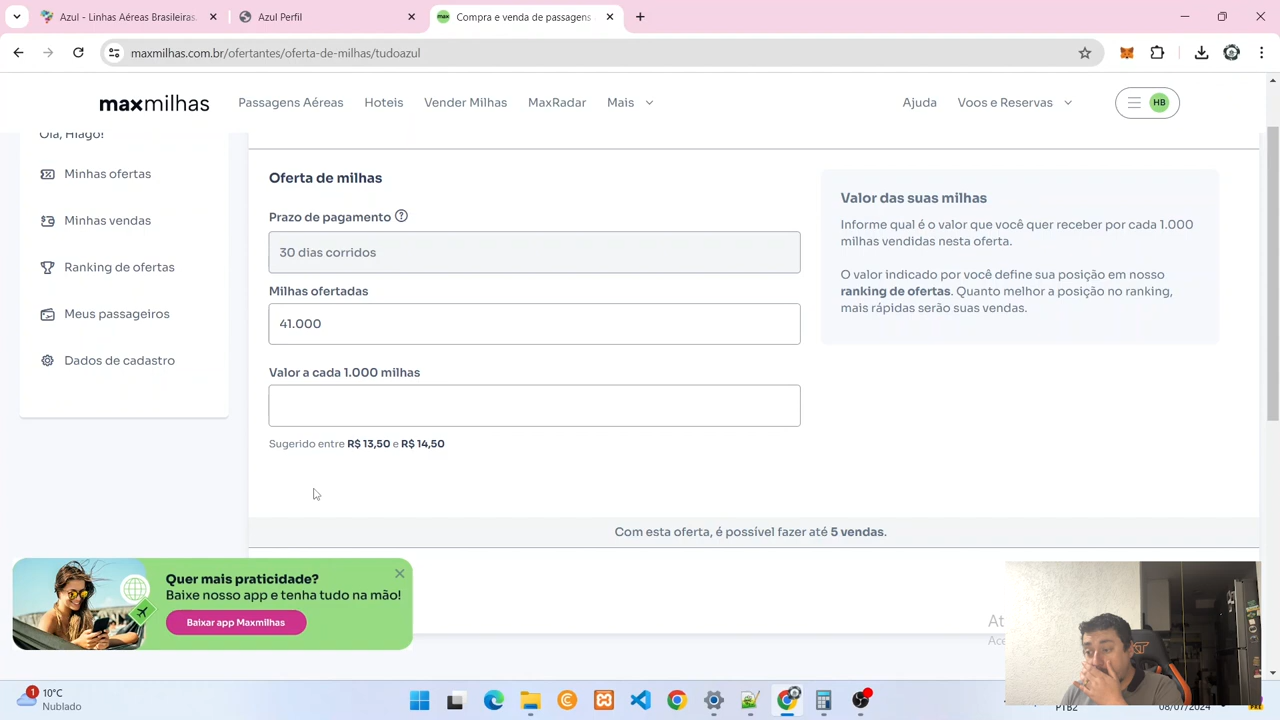 Azul - Linhas Aéreas Brasileiras
Azul Perfil
max
Compra e venda de passagens
maxmilhas.com.br/ofertantes/oferta-de-milhas/tudoazul
maxmilhas
Passagens Aéreas
Hoteis
Vender Milhas
MaxRadar
Mais
Ajuda
Voos e Reservas
HB
Olá, Hiago!
Minhas ofertas
Minhas vendas
Ranking de ofertas
Meus passageiros
Dados de cadastro
Oferta de milhas
Prazo de pagamento
30 dias corridos
Milhas ofertadas
41.000
Valor a cada 1.000 milhas
Sugerido entre R$ 13,50 e R$ 14,50
Valor das suas milhas
Informe qual é o valor que você quer receber por cada 1.000
milhas vendidas nesta oferta.
O valor indicado por você define sua posição em nosso
ranking de ofertas. Quanto melhor a posição no ranking,
mais rápidas serão suas vendas.
Com esta oferta, é possível fazer até 5 vendas.
Quer mais praticidade?
Baixe nosso app e tenha tudo na mão!
Baixar app Maxmilhas
1
10°C
Nublado
PTB2
08/07/2024